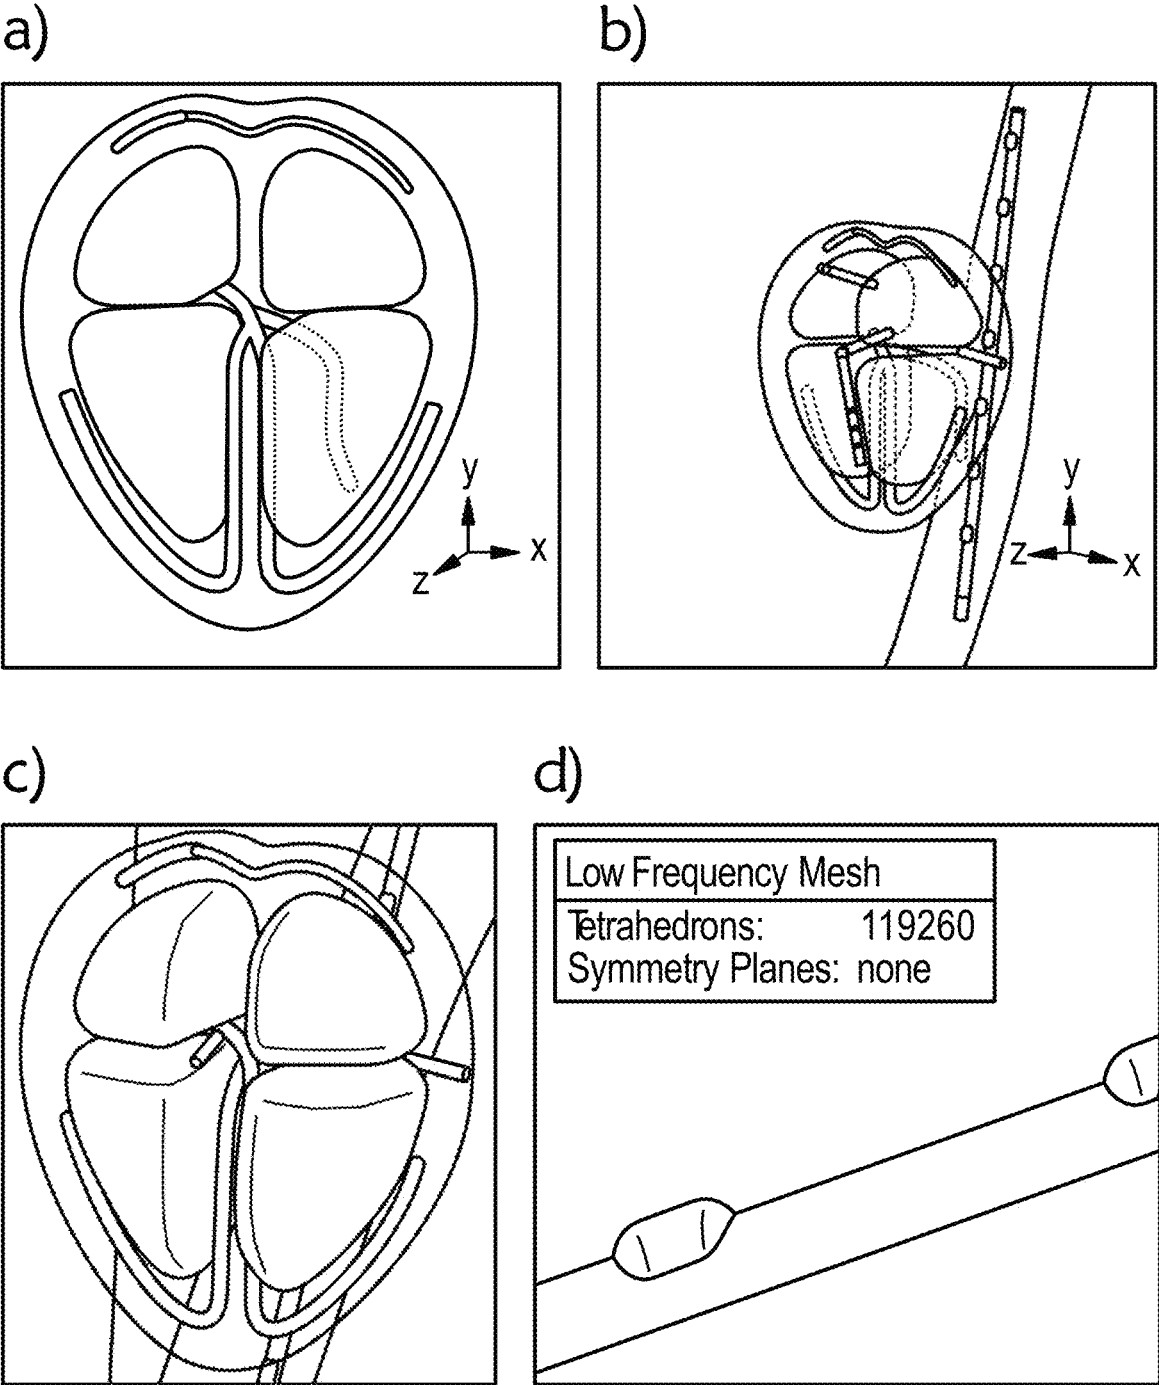 a)
b)
y
x
z
y
z
x
c)
d)
Low Frequency Mesh
Tetrahedrons: 119260
Symmetry Planes: none